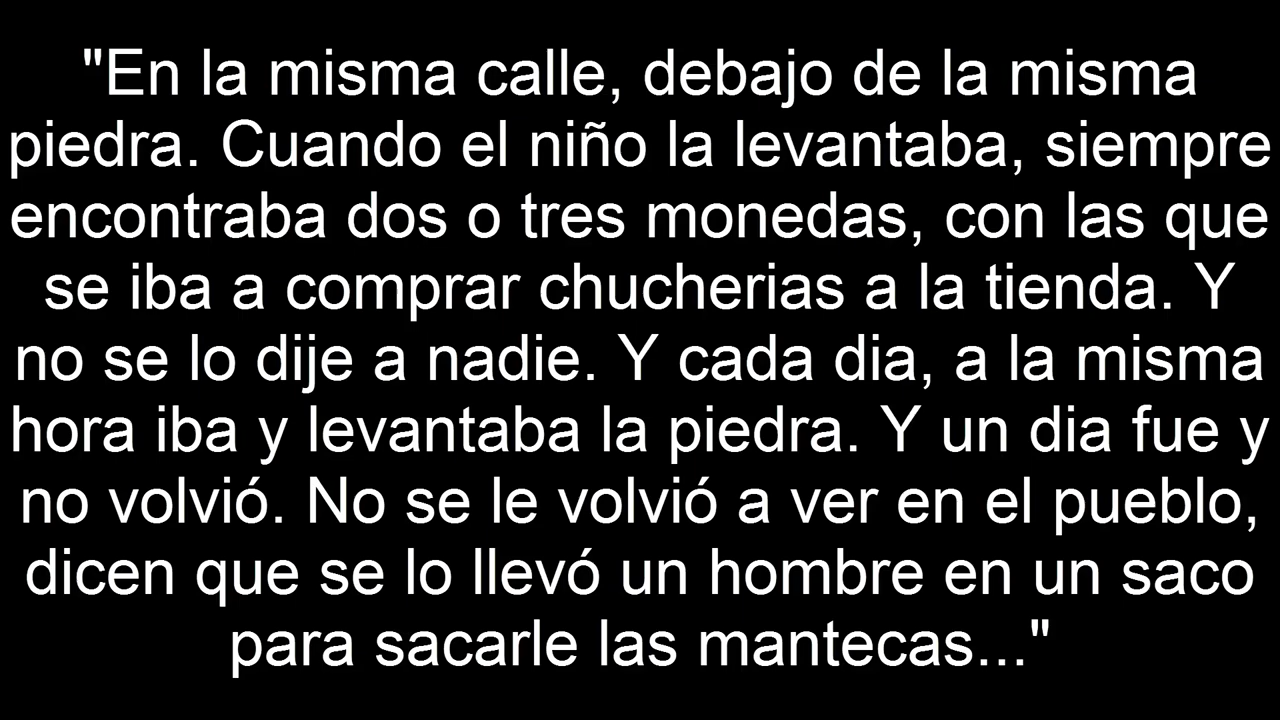 "En la misma calle, debajo de la misma
piedra. Cuando el niño la levantaba, siempre
encontraba dos o tres monedas, con las que
se iba a comprar chucherias a la tienda. Y
no se lo dije a nadie. Y cada dia, a la misma
hora iba y levantaba la piedra. Y un dia fue y
no volvió. No se le volvió a ver en el pueblo,
dicen que se lo llevó un hombre en un saco
para sacarle las mantecas..."